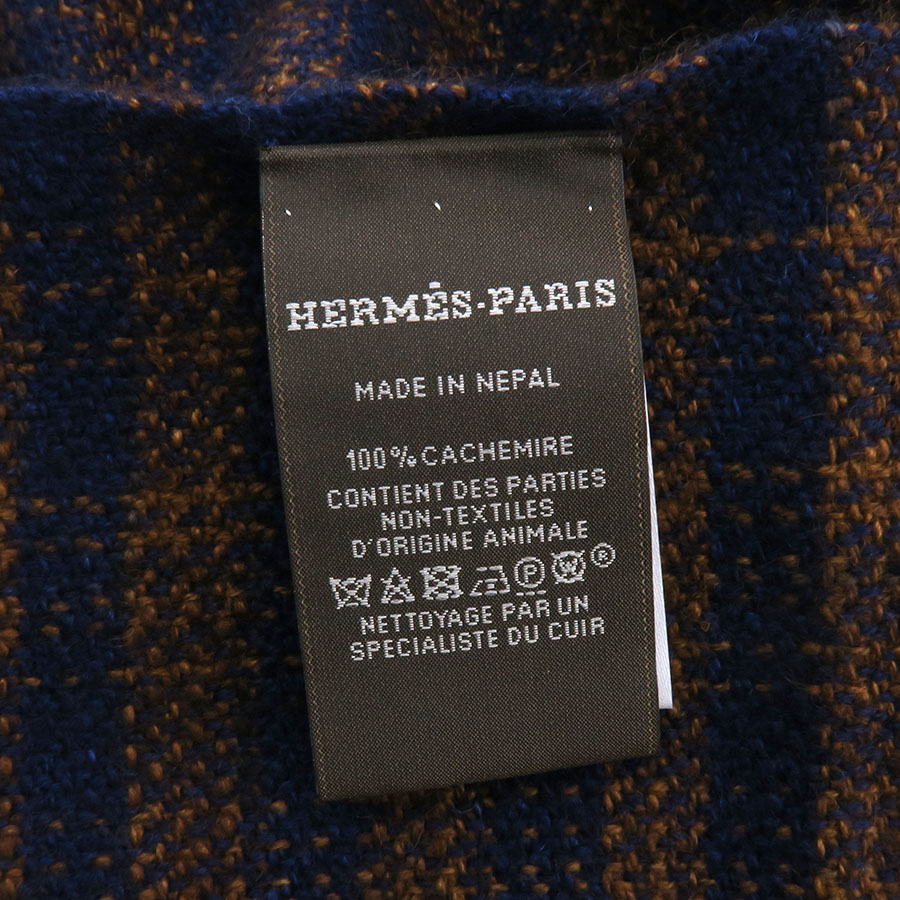 HERMÈS-PARIS
MADE IN NEPAL
100% CACHEMIRE
CONTIENT DES PARTIES
NON-TEXTILES
D'ORIGINE ANIMALE
P W ®
NETTOYAGE PAR UN
SPECIALISTE DU CUIR